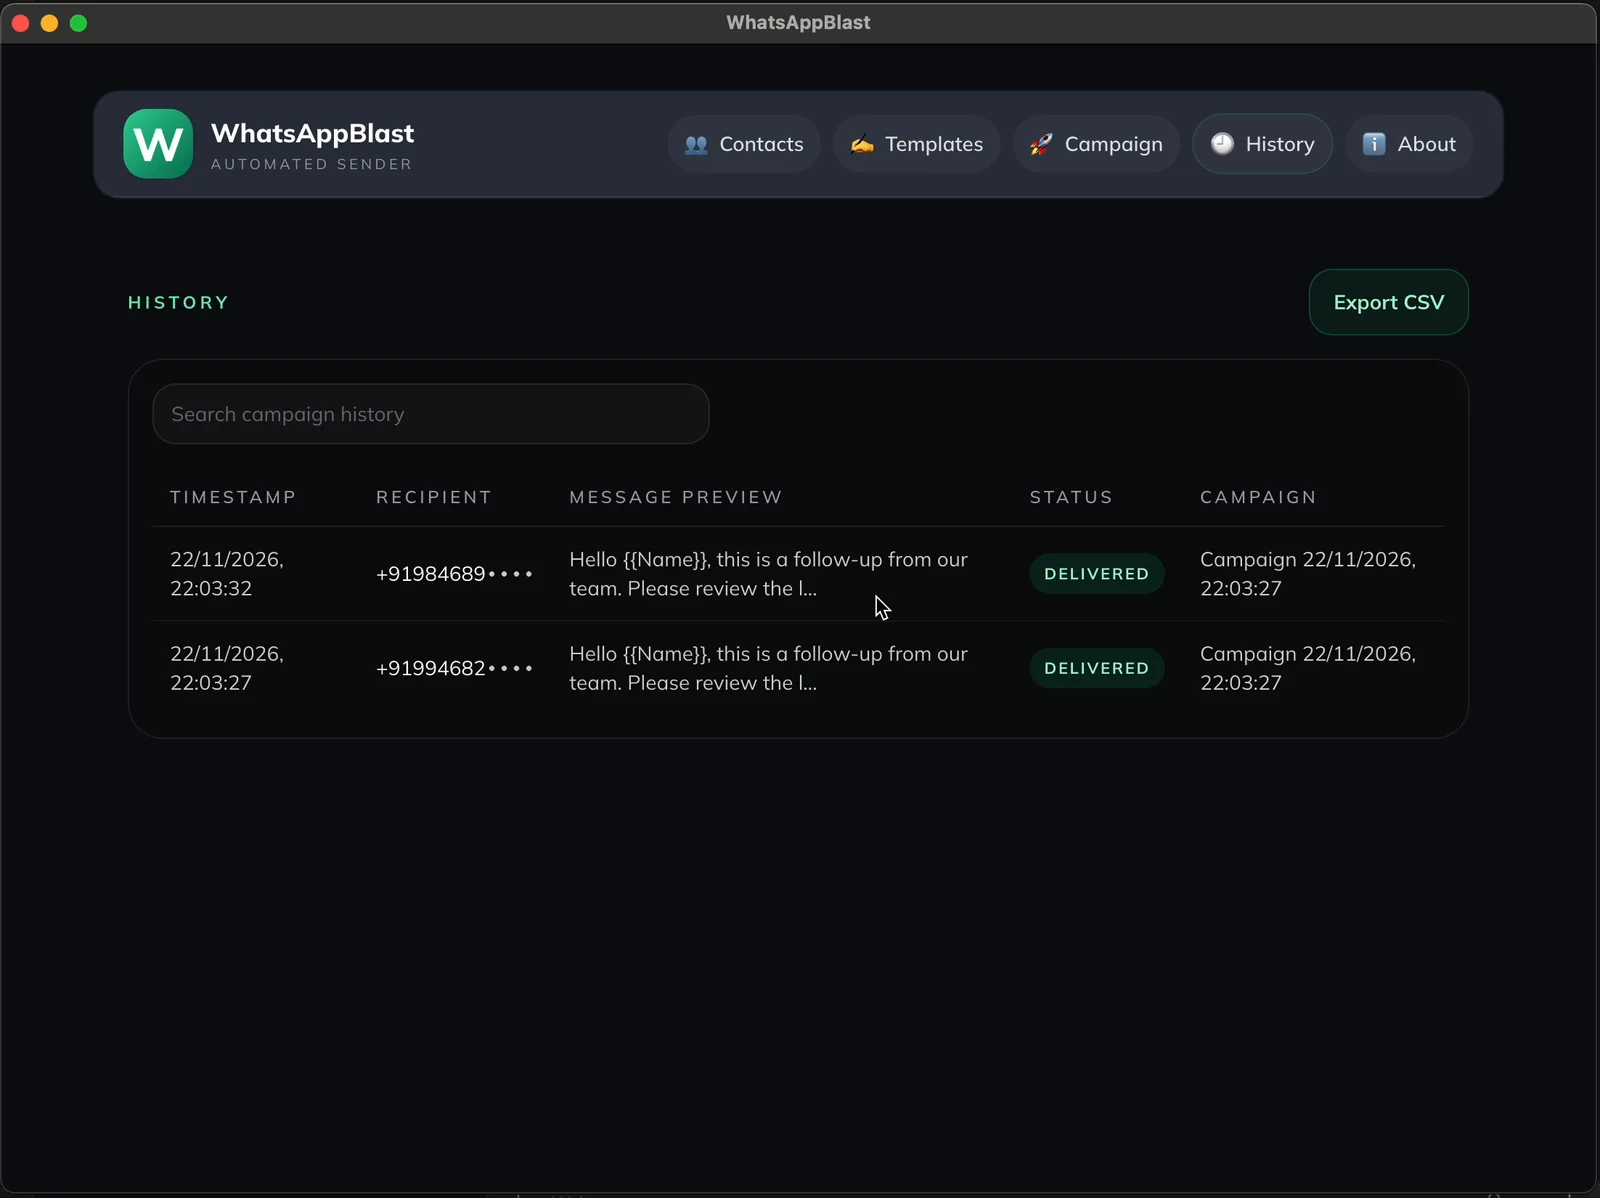 WhatsAppBlast
W
WhatsAppBlast
AUTOMATED SENDER
Contacts
Templates
Campaign
History
About
HISTORY
Export CSV
Search campaign history
TIMESTAMP
RECIPIENT
MESSAGE PREVIEW
STATUS
CAMPAIGN
22/11/2026,
22:03:32
+91984689••••
Hello {{Name}}, this is a follow-up from our
team. Please review the l...
DELIVERED
Campaign 22/11/2026,
22:03:27
22/11/2026,
22:03:27
+91994682••••
Hello {{Name}}, this is a follow-up from our
team. Please review the l...
DELIVERED
Campaign 22/11/2026,
22:03:27